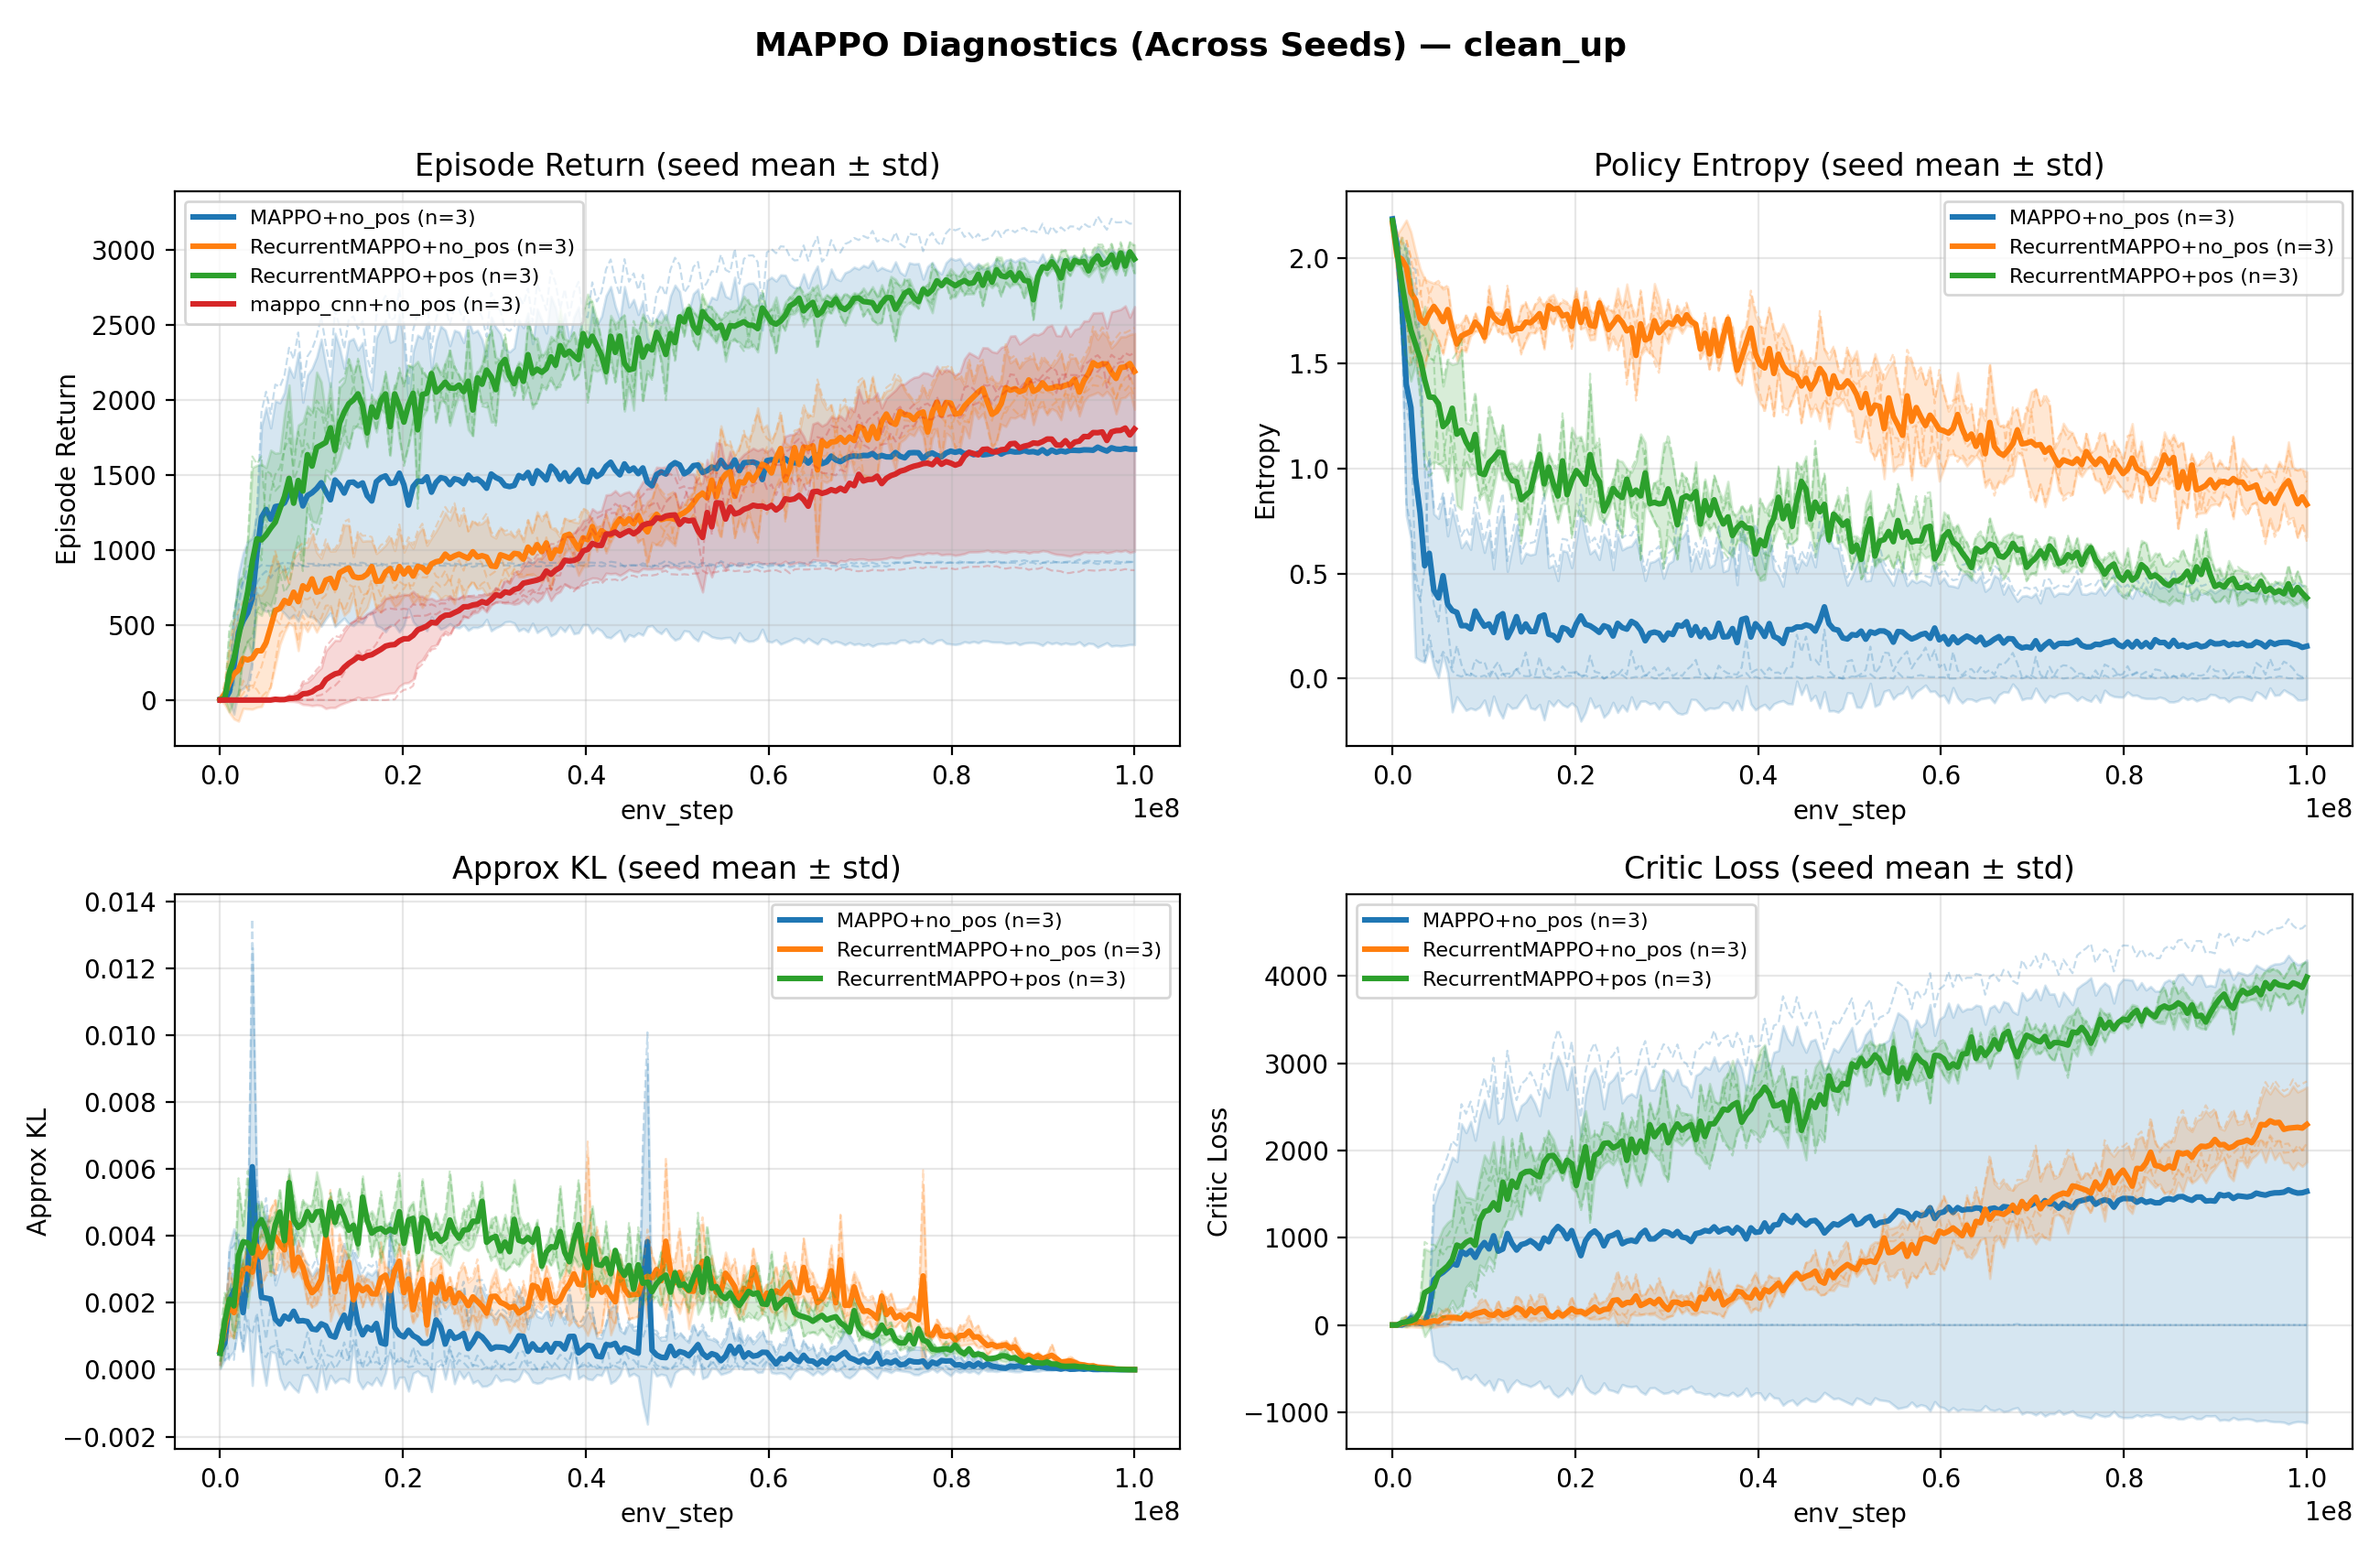 MAPPO Diagnostics (Across Seeds) — clean_up
Episode Return (seed mean ± std)
MAPPO+no_pos (n=3)
RecurrentMAPPO+no_pos (n=3)
RecurrentMAPPO+pos (n=3)
mappo_cnn+no_pos (n=3)
3000
2500
2000
1500
1000
500
0
Episode Return
0.0 0.2 0.4 0.6 0.8 1.0
1e8
env_step
Policy Entropy (seed mean ± std)
MAPPO+no_pos (n=3)
RecurrentMAPPO+no_pos (n=3)
RecurrentMAPPO+pos (n=3)
2.0
1.5
1.0
0.5
0.0
Entropy
0.0 0.2 0.4 0.6 0.8 1.0
1e8
env_step
Approx KL (seed mean ± std)
MAPPO+no_pos (n=3)
RecurrentMAPPO+no_pos (n=3)
RecurrentMAPPO+pos (n=3)
0.014
0.012
0.010
0.008
0.006
0.004
0.002
0.000
−0.002
Approx KL
0.0 0.2 0.4 0.6 0.8 1.0
1e8
env_step
Critic Loss (seed mean ± std)
MAPPO+no_pos (n=3)
RecurrentMAPPO+no_pos (n=3)
RecurrentMAPPO+pos (n=3)
4000
3000
2000
1000
0
−1000
Critic Loss
0.0 0.2 0.4 0.6 0.8 1.0
1e8
env_step